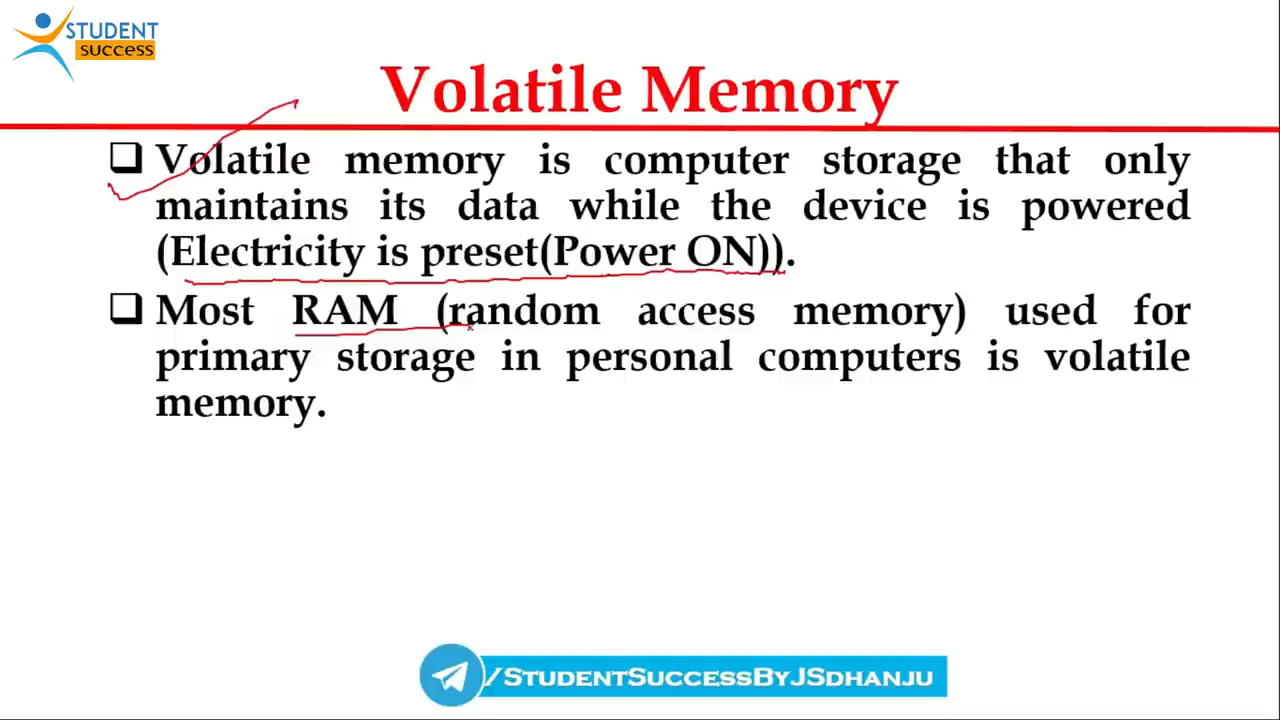 STUDENT
success
Volatile Memory
Volatile memory is computer storage that only
maintains its data while the device is powered
(Electricity is preset(Power ON)).
Most RAM (random access memory) used for
primary storage in personal computers is volatile
memory.
/StudentSuccessByJSdhanju